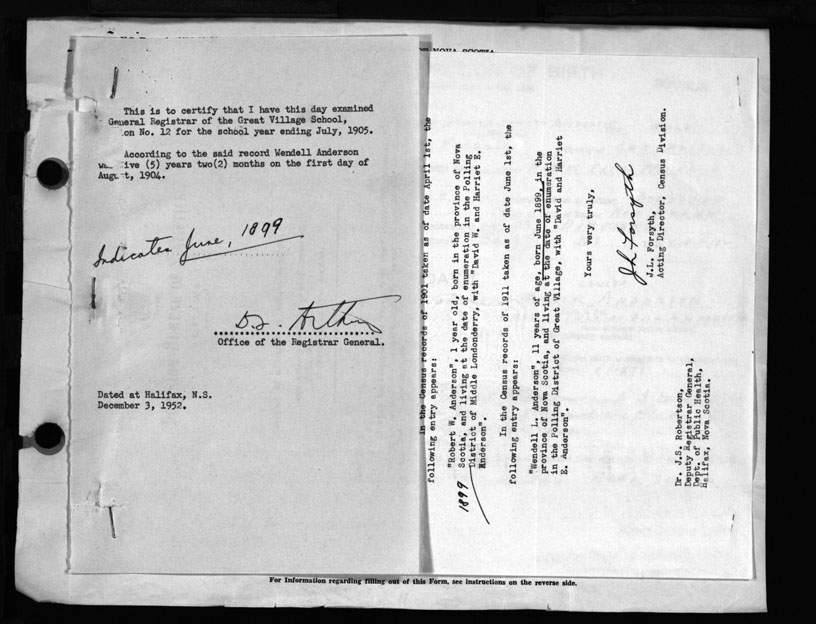 OF NOVA SCOTIA
This is to certify that I have this day examined
General Registrar of the Great Village School,
on No. 12 for the school year ending July, 1905.
According to the said record Wendell Anderson
ive (5) years two(2) months on the first day of
August, 1904.
Indicates June, 1899
Office of the Registrar General.
Dated at Halifax, N.S.
December 3, 1952.
in the Census records of 1901 taken as of date April 1st, the
following entry appears:
"Robert W. Anderson", 1 year old, born in the province of Nova
Scotia, and living at the date of enumeration in the Polling
District of Middle Londonderry, with "David W. and Harriet E.
Anderson".
1899
In the Census records of 1911 taken as of date June 1st, the
following entry appears:
"Wendell L. Anderson", 11 years of age, born June 1899, in the
province of Nova Scotia, and living at the date of enumeration
in the Polling District of Great Village, with "David and Harriet
E. Anderson".
Yours very truly,
J L Forsyth
J.L. Forsyth,
Acting Director, Census Division.
Dr. J.S. Robertson,
Deputy Registrar General,
Dept. of Public Health,
Halifax, Nova Scotia.
For Information regarding filling out of this Form, see instructions on the reverse side.